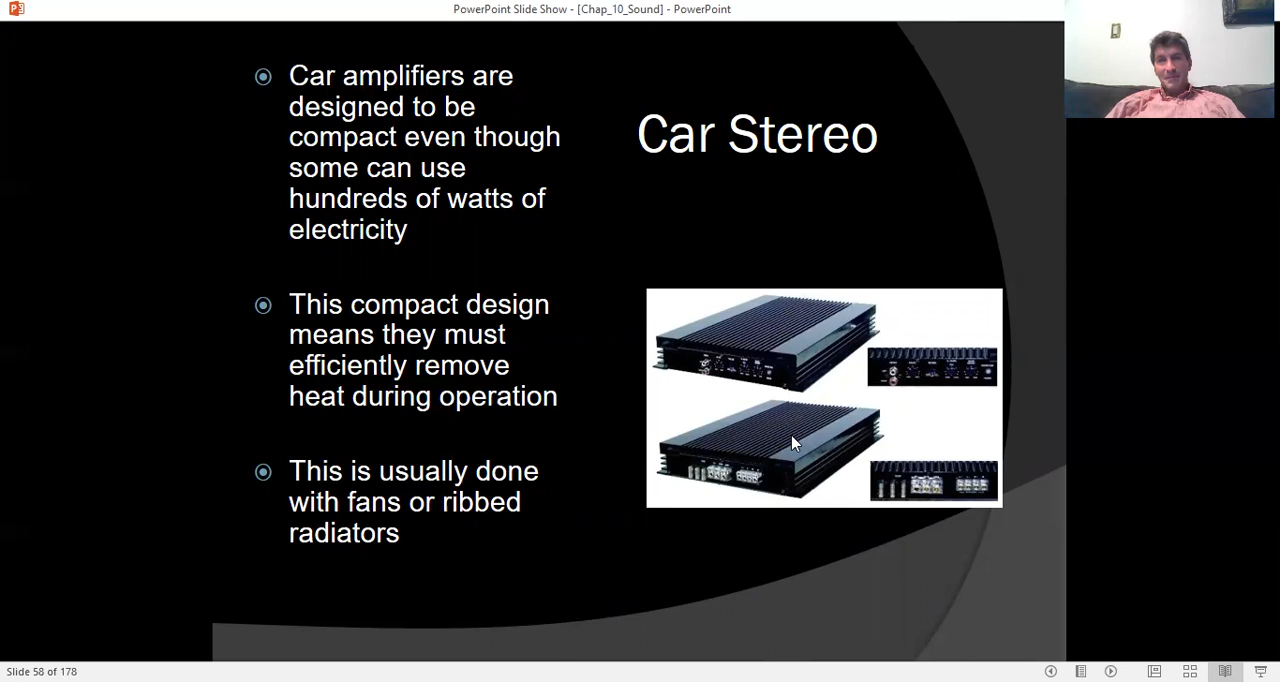 PowerPoint Slide Show - [Chap_10_Sound] - PowerPoint
Car amplifiers are
designed to be
compact even though
some can use
hundreds of watts of
electricity
This compact design
means they must
efficiently remove
heat during operation
This is usually done
with fans or ribbed
radiators
Car Stereo
Slide 58 of 178